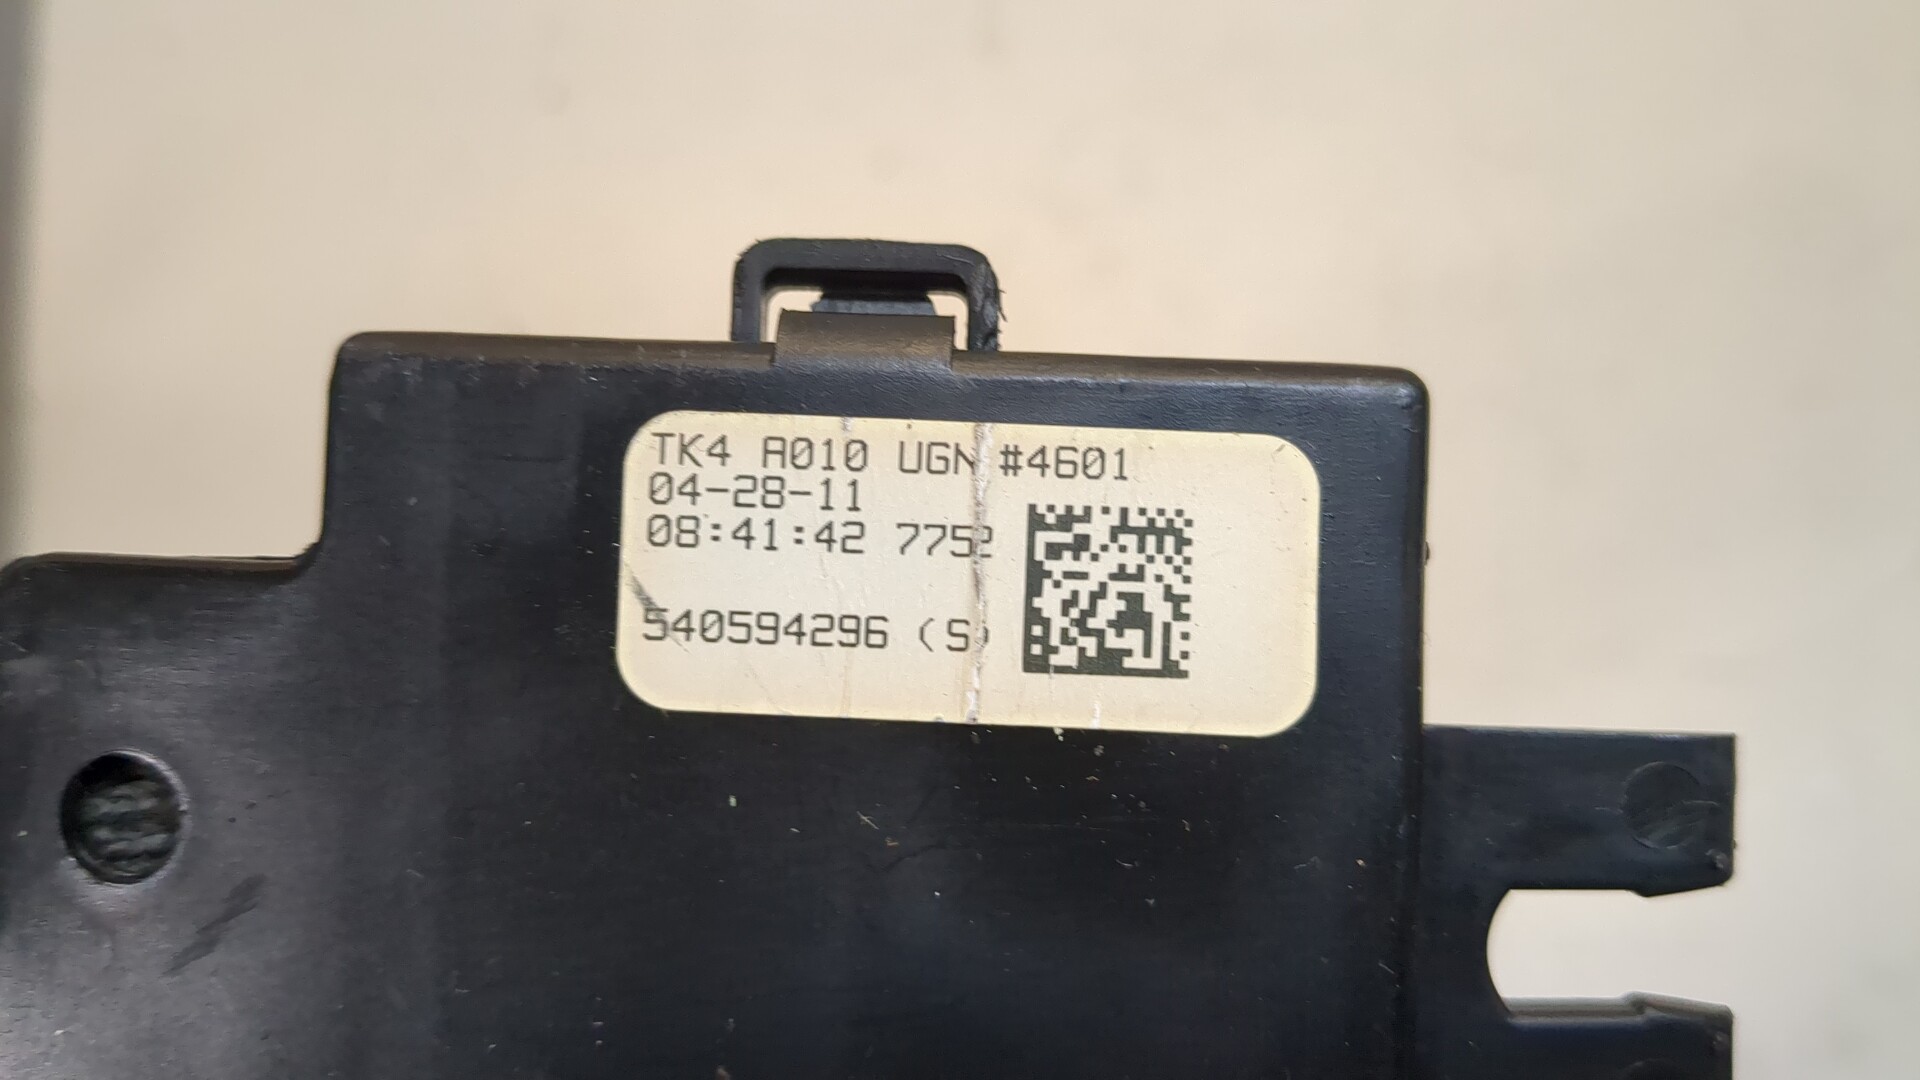 TK4 A010 UGN #4601
04-28-11
08:41:42 7752
540594296 (S)